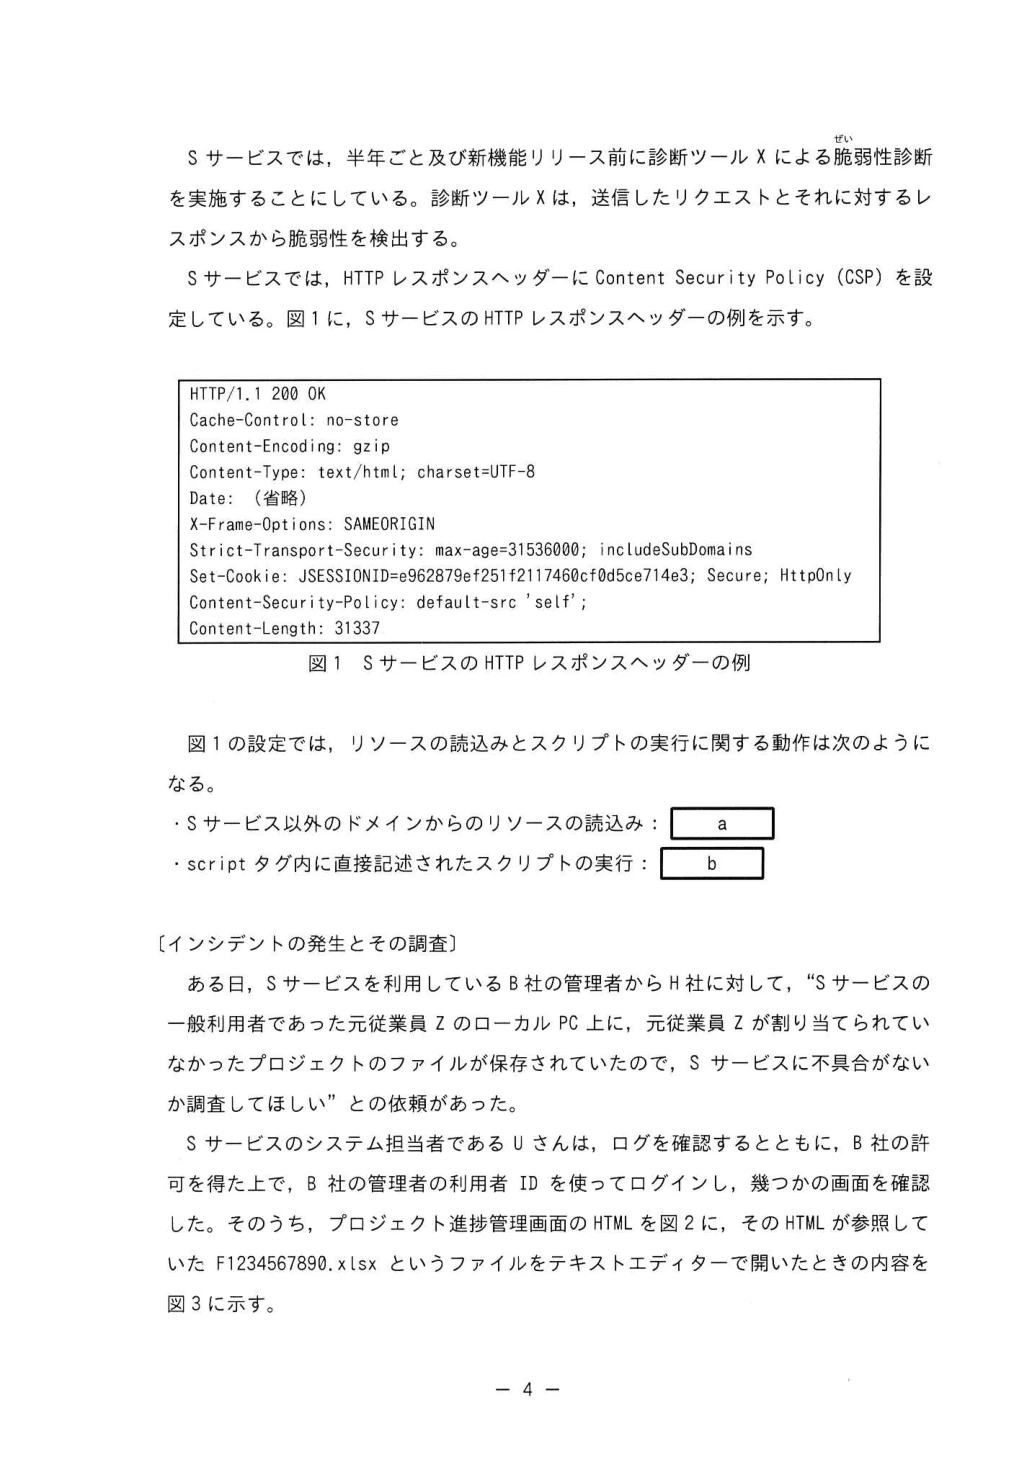 ぜい
S サービスでは，半年ごと及び新機能リリース前に診断ツール X による脆弱性診断
を実施することにしている。診断ツール X は，送信したリクエストとそれに対するレ
スポンスから脆弱性を検出する。
S サービスでは，HTTP レスポンスヘッダーに Content Security Policy（CSP）を設
定している。図 1 に，S サービスの HTTP レスポンスヘッダーの例を示す。
HTTP/1.1 200 OK
Cache-Control: no-store
Content-Encoding: gzip
Content-Type: text/html; charset=UTF-8
Date: （省略）
X-Frame-Options: SAMEORIGIN
Strict-Transport-Security: max-age=31536000; includeSubDomains
Set-Cookie: JSESSIONID=e962879ef251f2117460cf0d5ce714e3; Secure; HttpOnly
Content-Security-Policy: default-src 'self';
Content-Length: 31337
図 1　S サービスの HTTP レスポンスヘッダーの例
図 1 の設定では，リソースの読込みとスクリプトの実行に関する動作は次のように
なる。
・S サービス以外のドメインからのリソースの読込み： a
・script タグ内に直接記述されたスクリプトの実行： b
〔インシデントの発生とその調査〕
ある日，S サービスを利用している B 社の管理者から H 社に対して，“S サービスの
一般利用者であった元従業員 Z のローカル PC 上に，元従業員 Z が割り当てられてい
なかったプロジェクトのファイルが保存されていたので，S サービスに不具合がない
か調査してほしい”との依頼があった。
S サービスのシステム担当者である U さんは，ログを確認するとともに，B 社の許
可を得た上で，B 社の管理者の利用者 ID を使ってログインし，幾つかの画面を確認
した。そのうち，プロジェクト進捗管理画面の HTML を図 2 に，その HTML が参照して
いた F1234567890.xlsx というファイルをテキストエディターで開いたときの内容を
図 3 に示す。
－ 4 －